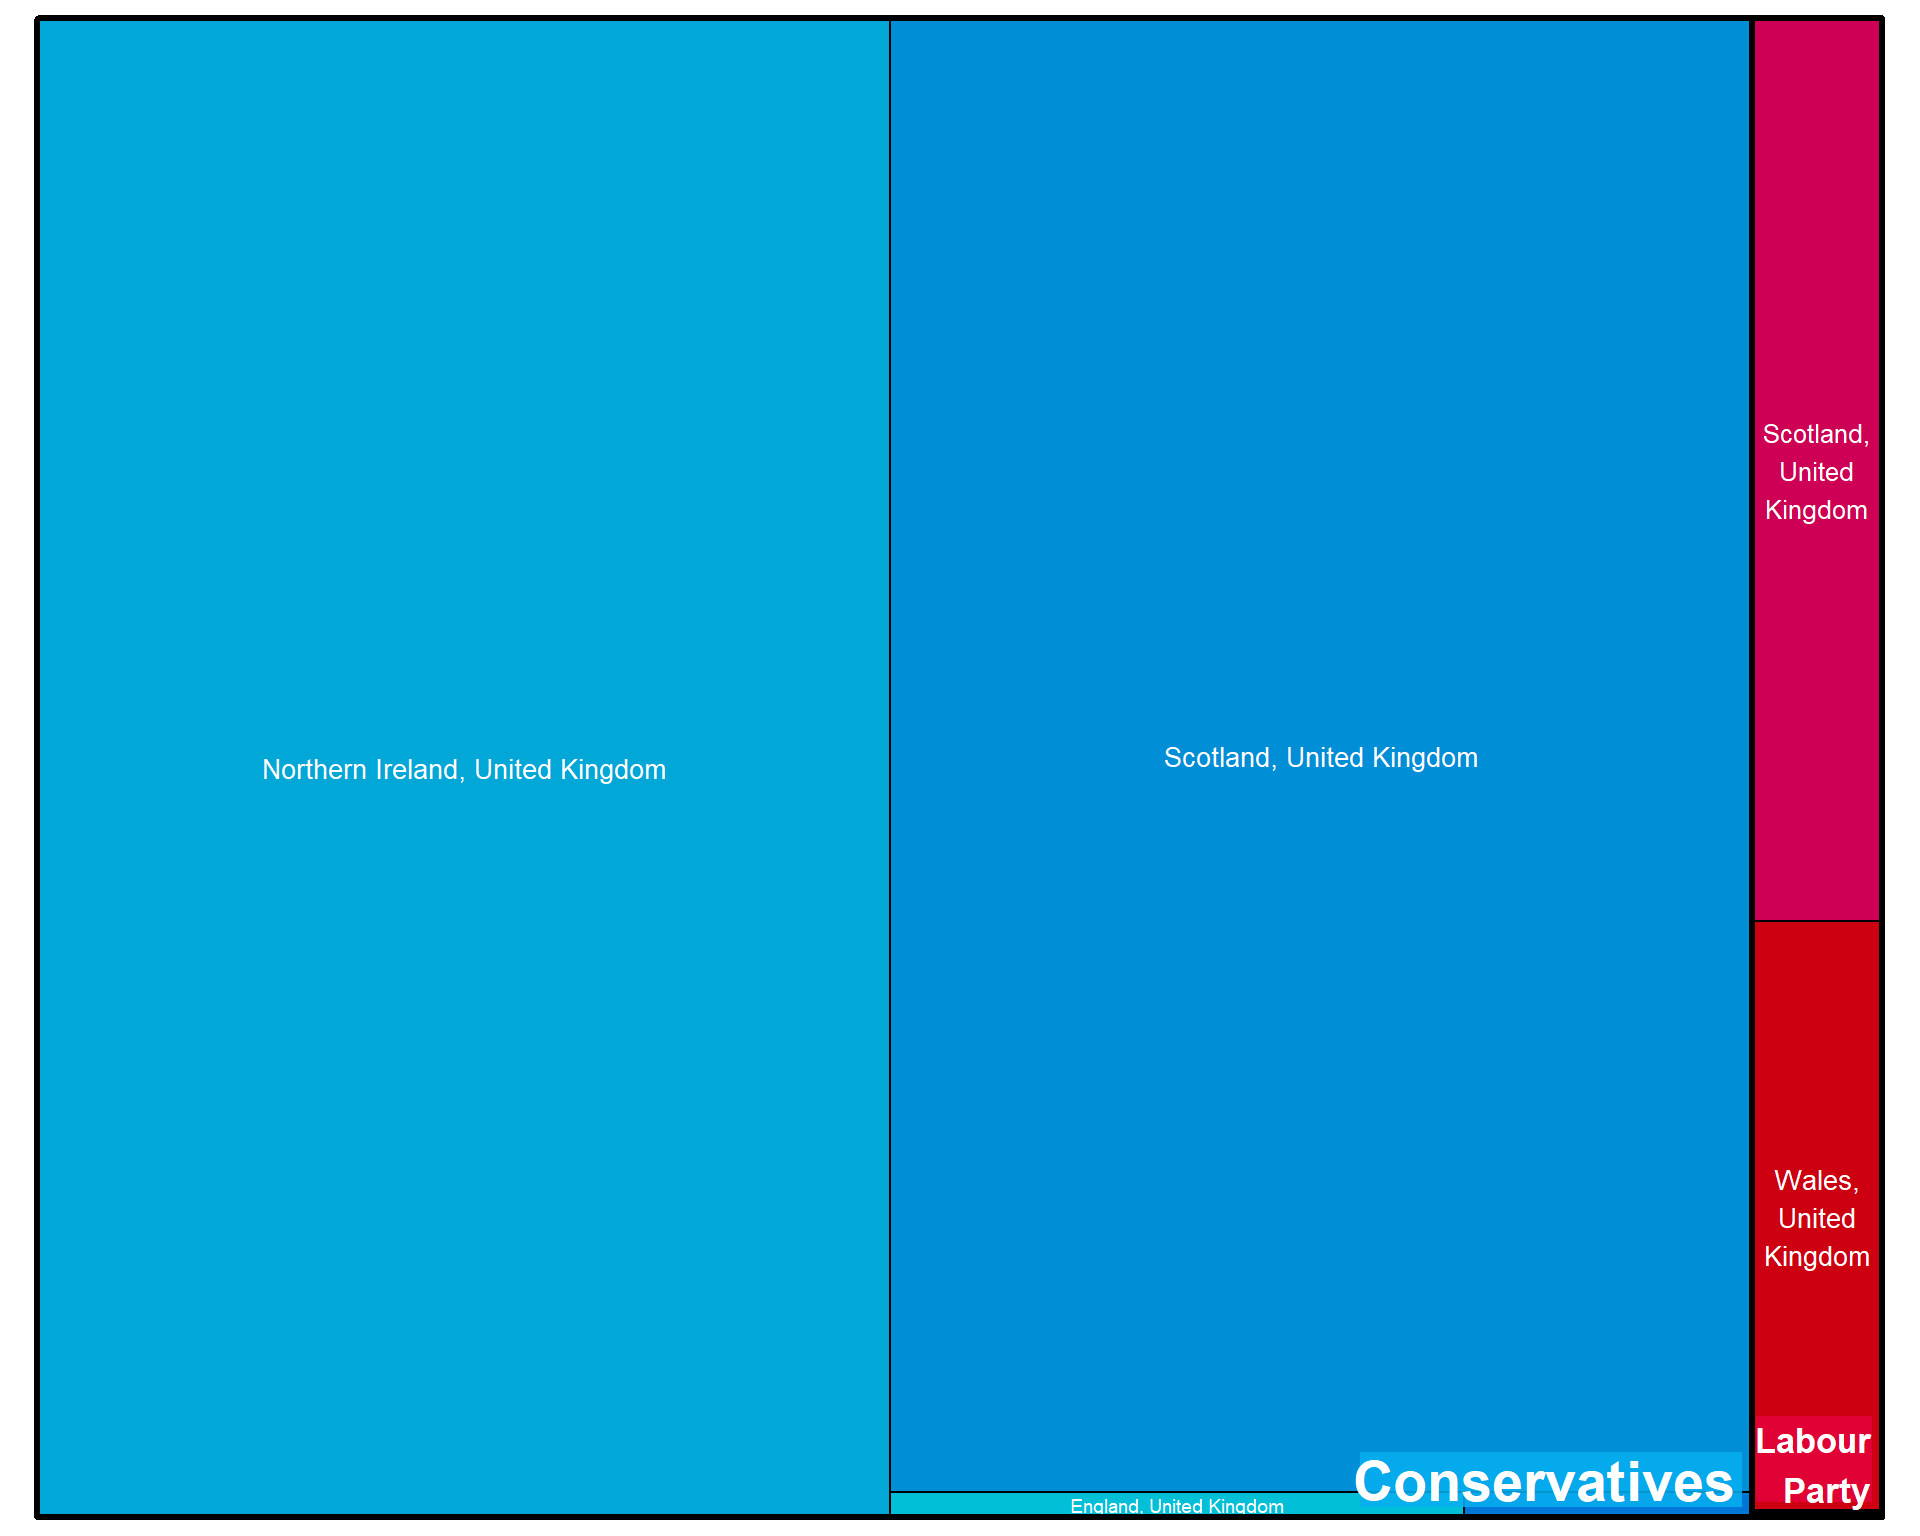 Northern Ireland, United Kingdom
Scotland, United Kingdom
Scotland,
United
Kingdom
Wales,
United
Kingdom
England, United Kingdom
Conservatives
Labour
Party